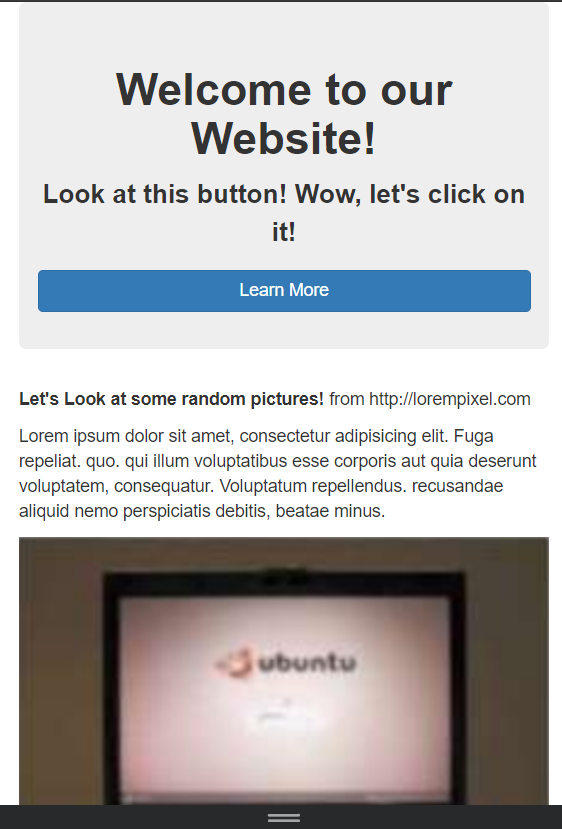 Welcome to our
Website!
Look at this button! Wow, let's click on
it!
Learn More
Let's Look at some random pictures! from http://lorempixel.com
Lorem ipsum dolor sit amet, consectetur adipisicing elit. Fuga
repeliat. quo. qui illum voluptatibus esse corporis aut quia deserunt
voluptatem, consequatur. Voluptatum repellendus. recusandae
aliquid nemo perspiciatis debitis, beatae minus.
ubuntu